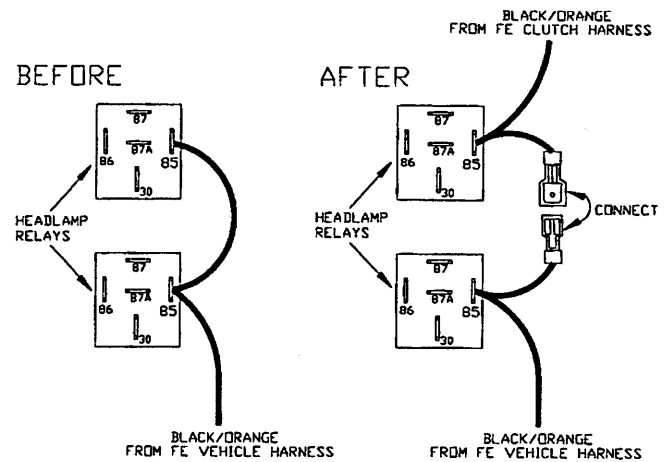 BEFORE
87
86
87A
85
30
HEADLAMP
RELAYS
87
86
87A
85
30
BLACK/ORANGE
FROM FE VEHICLE HARNESS
AFTER
BLACK/ORANGE
FROM FE CLUTCH HARNESS
87
86
87A
85
30
HEADLAMP
RELAYS
CONNECT
87
86
87A
85
30
BLACK/ORANGE
FROM FE VEHICLE HARNESS